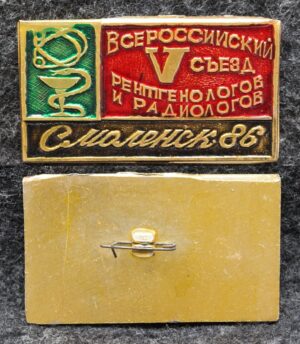 ВСЕРОССИЙСКИЙ
V СЪЕЗД
РЕНТГЕНОЛОГОВ
И РАДИОЛОГОВ
Смоленск-86